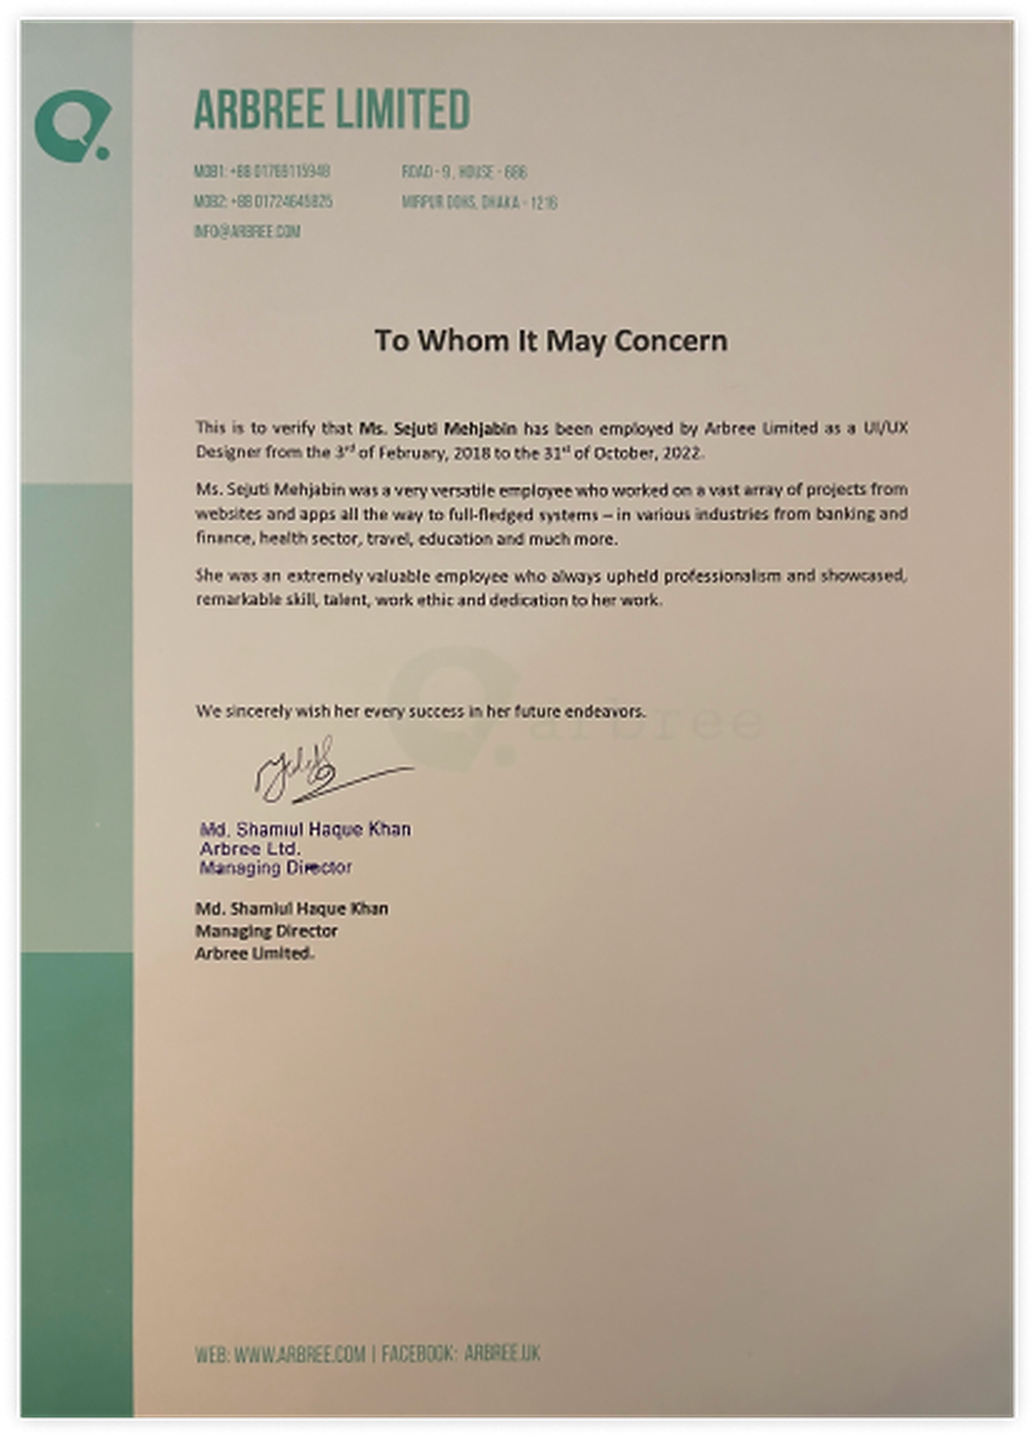 ARBREE LIMITED
MOB1: +88 01769115948
ROAD - 9, HOUSE - 686
MOB2: +88 01724645825
MIRPUR DOHS, DHAKA - 1216
INFO@ARBREE.COM
To Whom It May Concern
This is to verify that Ms. Sejuti Mehjabin has been employed by Arbree Limited as a UI/UX
Designer from the 3rd of February, 2018 to the 31st of October, 2022.
Ms. Sejuti Mehjabin was a very versatile employee who worked on a vast array of projects from
websites and apps all the way to full-fledged systems – in various industries from banking and
finance, health sector, travel, education and much more.
She was an extremely valuable employee who always upheld professionalism and showcased,
remarkable skill, talent, work ethic and dedication to her work.
arbree
We sincerely wish her every success in her future endeavors.
Md. Shamiul Haque Khan
Arbree Ltd.
Managing Director
Md. Shamiul Haque Khan
Managing Director
Arbree Limited.
WEB: WWW.ARBREE.COM | FACEBOOK: ARBREE.UK